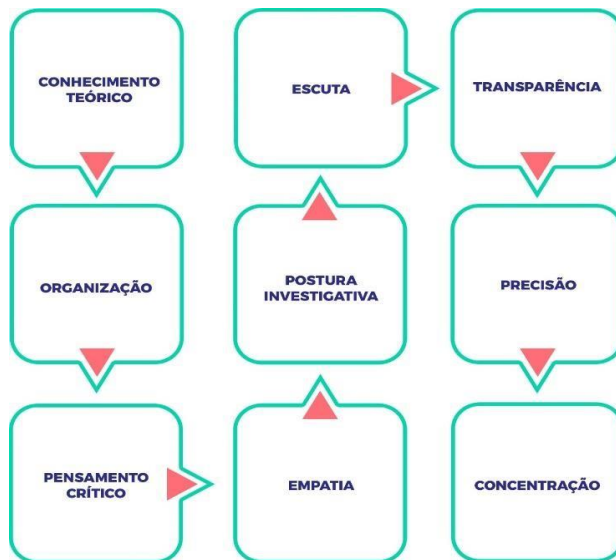 CONHECIMENTO
TEÓRICO
ORGANIZAÇÃO
PENSAMENTO
CRÍTICO
EMPATIA
POSTURA
INVESTIGATIVA
ESCUTA
TRANSPARÊNCIA
PRECISÃO
CONCENTRAÇÃO